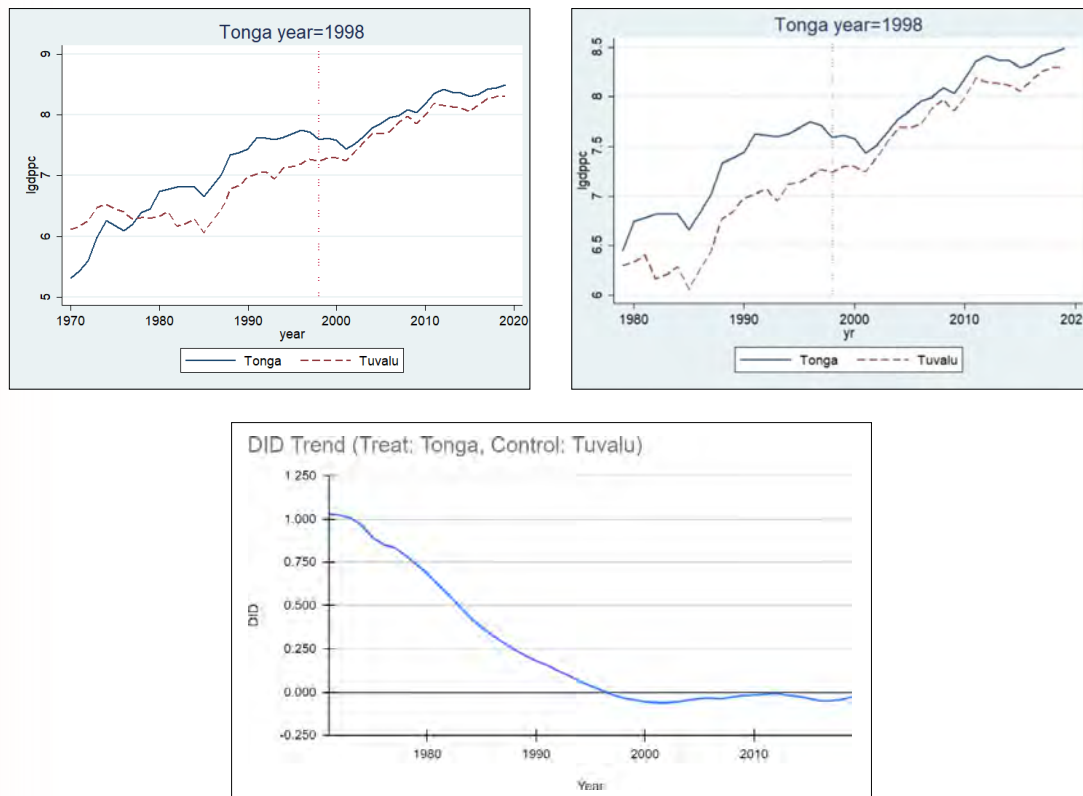 Tonga year=1998
9
8
7
6
5
lgdppc
1970 1980 1990 2000 2010 2020
year
Tonga Tuvalu
Tonga year=1998
8.5
8
7.5
7
6.5
6
lgdppc
1980 1990 2000 2010 2020
yr
Tonga Tuvalu
DID Trend (Treat: Tonga, Control: Tuvalu)
1.250
1.000
0.750
0.500
0.250
0.000
-0.250
DID
1980 1990 2000 2010
Year